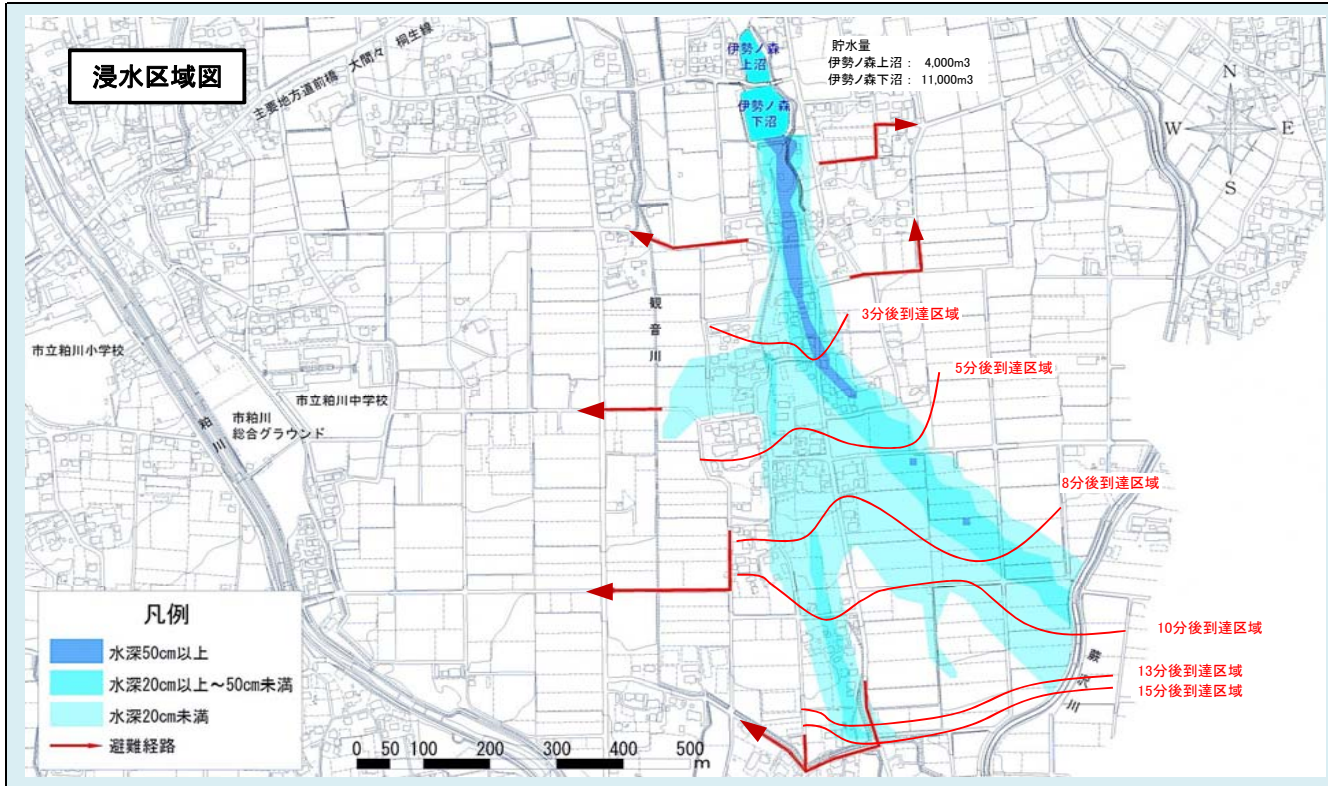 浸水区域図
主要地方道前橋 大間々 桐生線
伊勢ノ森
上沼
伊勢ノ森
下沼
貯水量
伊勢ノ森上沼： 4,000m3
伊勢ノ森下沼： 11,000m3
N
W
E
S
観音川
3分後到達区域
市立粕川小学校
5分後到達区域
市立粕川中学校
市粕川
総合グラウンド
粕川
8分後到達区域
凡例
水深50cm以上
水深20cm以上～50cm未満
水深20cm未満
避難経路
10分後到達区域
13分後到達区域
15分後到達区域
沢川
0 50 100 200 300 400 500
m